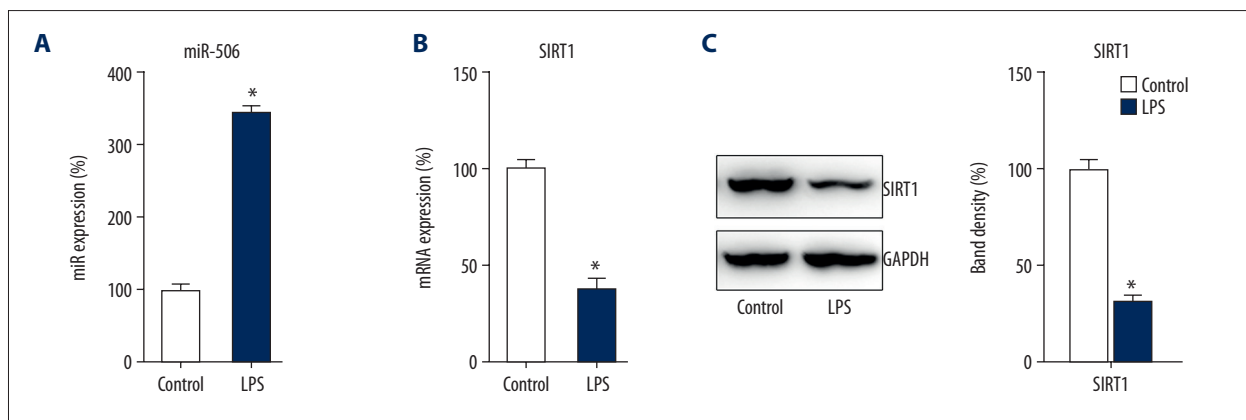 A
miR-506
miR expression (%)
400
300
200
100
0
Control
LPS
*
B
SIRT1
mRNA expression (%)
150
100
50
0
Control
LPS
*
C
SIRT1
GAPDH
Control
LPS
SIRT1
Control
LPS
Band density (%)
150
100
50
0
*
SIRT1